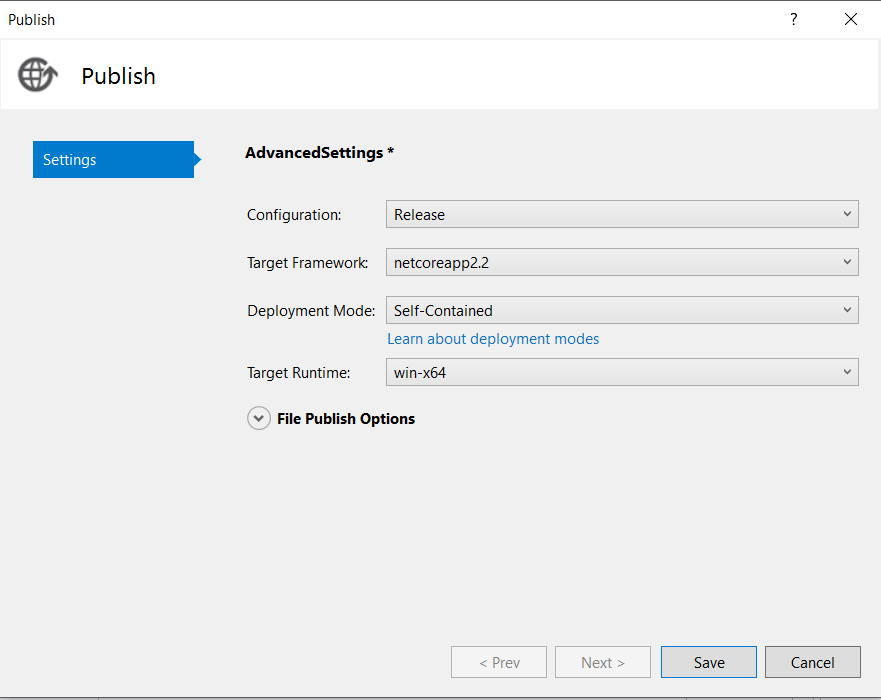 Publish
?
Publish
Settings
AdvancedSettings *
Configuration: Release
Target Framework: netcoreapp2.2
Deployment Mode: Self-Contained
Learn about deployment modes
Target Runtime: win-x64
File Publish Options
< Prev Next > Save Cancel